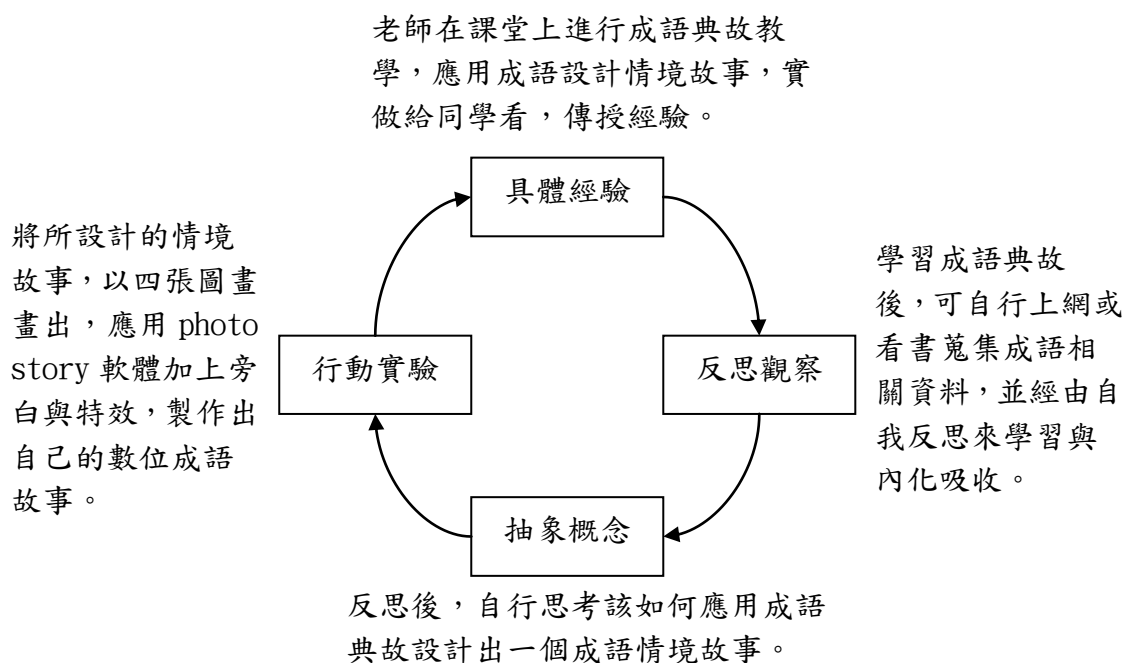 老師在課堂上進行成語典故教
學，應用成語設計情境故事，實
做給同學看，傳授經驗。
具體經驗
將所設計的情境
故事，以四張圖畫
畫出，應用 photo
story 軟體加上旁
白與特效，製作出
自己的數位成語
故事。
行動實驗
反思觀察
學習成語典故
後，可自行上網或
看書蒐集成語相
關資料，並經由自
我反思來學習與
內化吸收。
抽象概念
反思後，自行思考該如何應用成語
典故設計出一個成語情境故事。